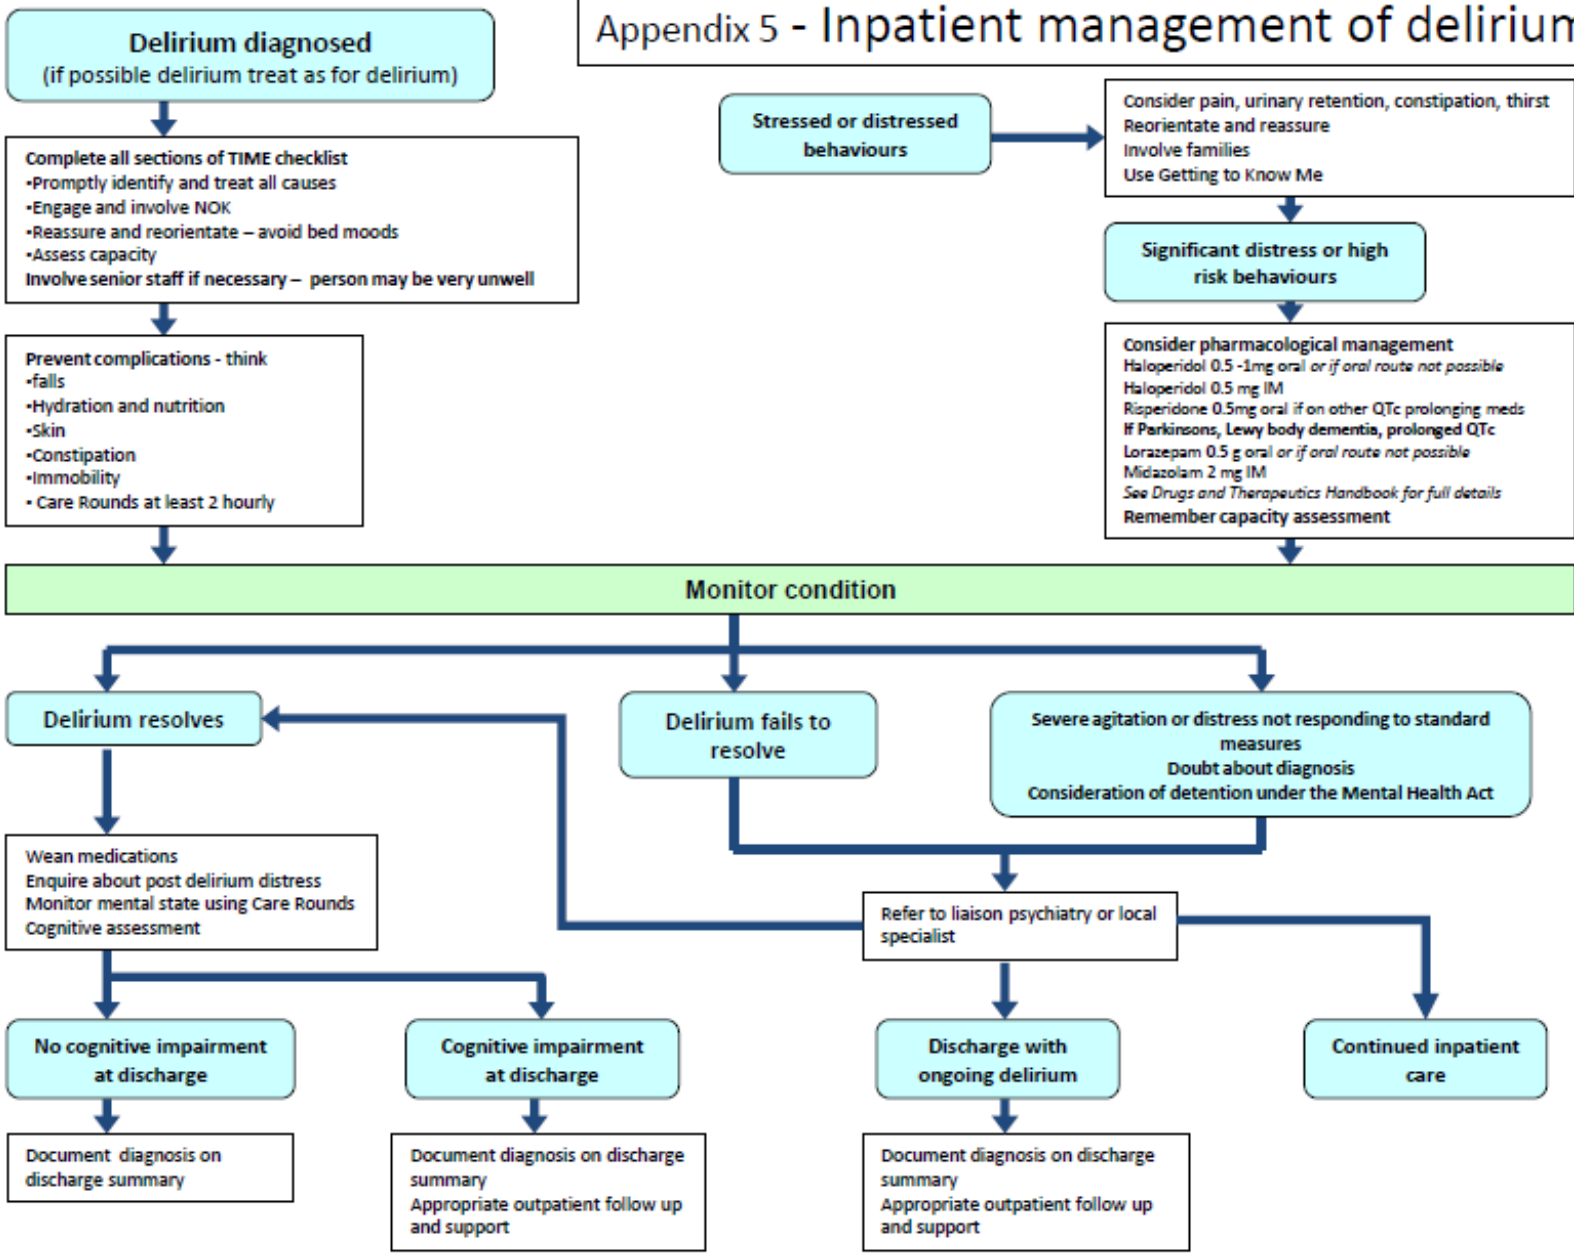 Appendix 5 - Inpatient management of delirium
Delirium diagnosed
(if possible delirium treat as for delirium)
Complete all sections of TIME checklist
•Promptly identify and treat all causes
•Engage and involve NOK
•Reassure and reorientate – avoid bed moods
•Assess capacity
Involve senior staff if necessary – person may be very unwell
Prevent complications - think
•falls
•Hydration and nutrition
•Skin
•Constipation
•Immobility
• Care Rounds at least 2 hourly
Stressed or distressed
behaviours
Consider pain, urinary retention, constipation, thirst
Reorientate and reassure
Involve families
Use Getting to Know Me
Significant distress or high
risk behaviours
Consider pharmacological management
Haloperidol 0.5 -1mg oral or if oral route not possible
Haloperidol 0.5 mg IM
Risperidone 0.5mg oral if on other QTc prolonging meds
If Parkinsons, Lewy body dementia, prolonged QTc
Lorazepam 0.5 g oral or if oral route not possible
Midazolam 2 mg IM
See Drugs and Therapeutics Handbook for full details
Remember capacity assessment
Monitor condition
Delirium resolves
Delirium fails to
resolve
Severe agitation or distress not responding to standard
measures
Doubt about diagnosis
Consideration of detention under the Mental Health Act
Wean medications
Enquire about post delirium distress
Monitor mental state using Care Rounds
Cognitive assessment
Refer to liaison psychiatry or local
specialist
No cognitive impairment
at discharge
Cognitive impairment
at discharge
Discharge with
ongoing delirium
Continued inpatient
care
Document diagnosis on
discharge summary
Document diagnosis on discharge
summary
Appropriate outpatient follow up
and support
Document diagnosis on discharge
summary
Appropriate outpatient follow up
and support